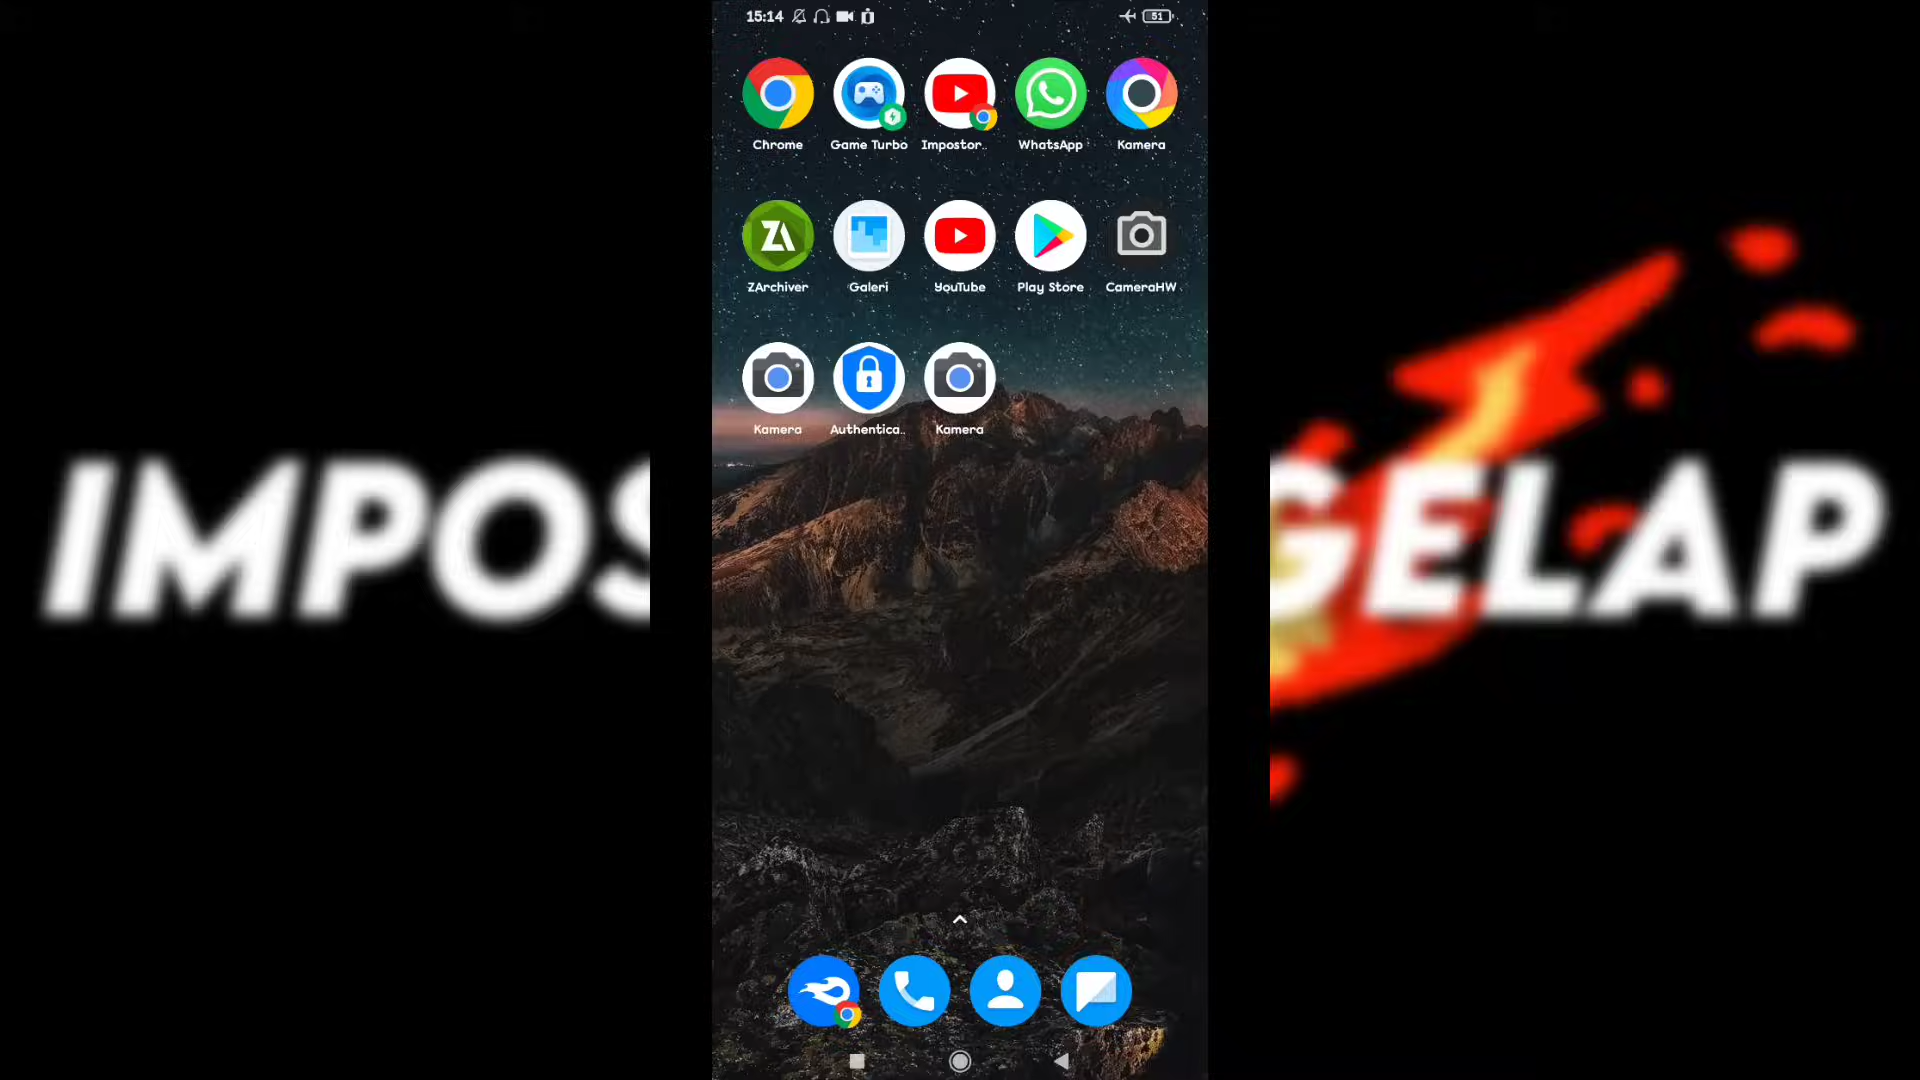 15:14
51
Chrome
Game Turbo
Impostor..
WhatsApp
Kamera
ZA
ZArchiver
Galeri
YouTube
Play Store
CameraHW
Kamera
Authentica..
Kamera
IMPOS
GELAP